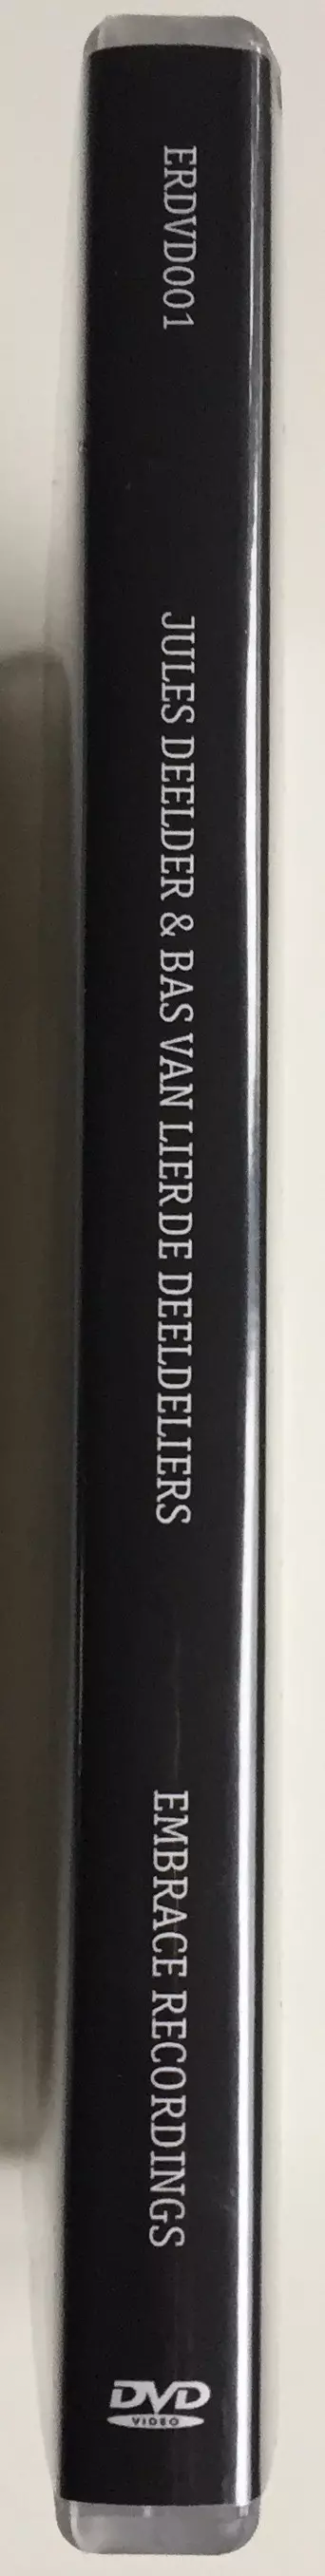 ERDVD001
JULES DEELDER & BAS VAN LIER DE DEELDELIERS
EMBRACE RECORDINGS
DVD
VIDEO